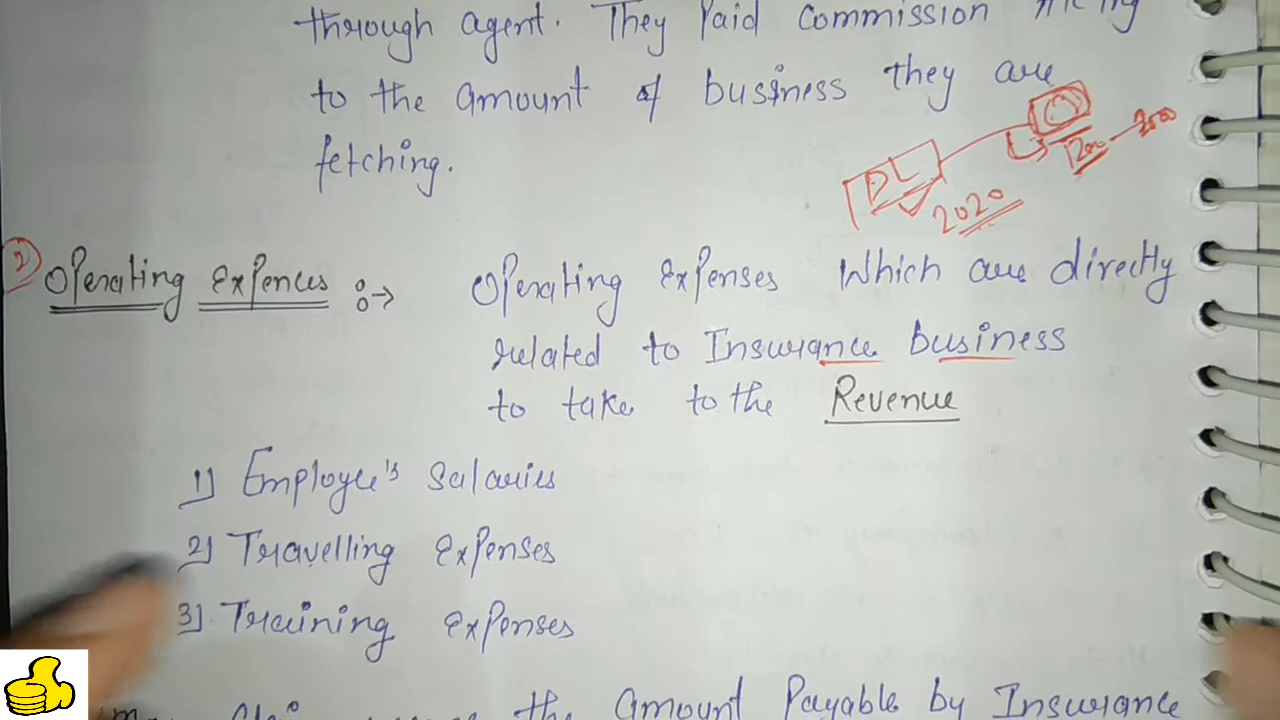 through agent. They Paid Commission
to the amount of business they are
fetching.
DL
2020
2) Operating Expences :→ Operating Expenses Which are directly
related to Insurance business
to take to the Revenue
1) Employee's Salaries
2) Travelling Expenses
3) Training Expenses
the Amount Payable by Insurance